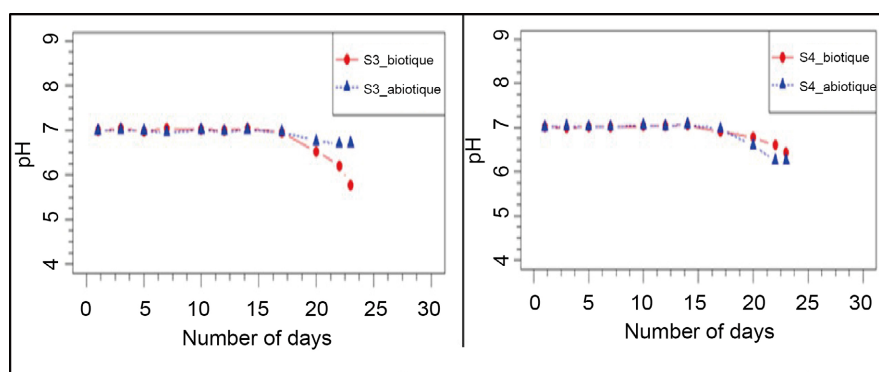 S3_biotique
S3_abiotique
pH
9
8
7
6
5
4
0 5 10 15 20 25 30
Number of days
S4_biotique
S4_abiotique
pH
9
8
7
6
5
4
0 5 10 15 20 25 30
Number of days